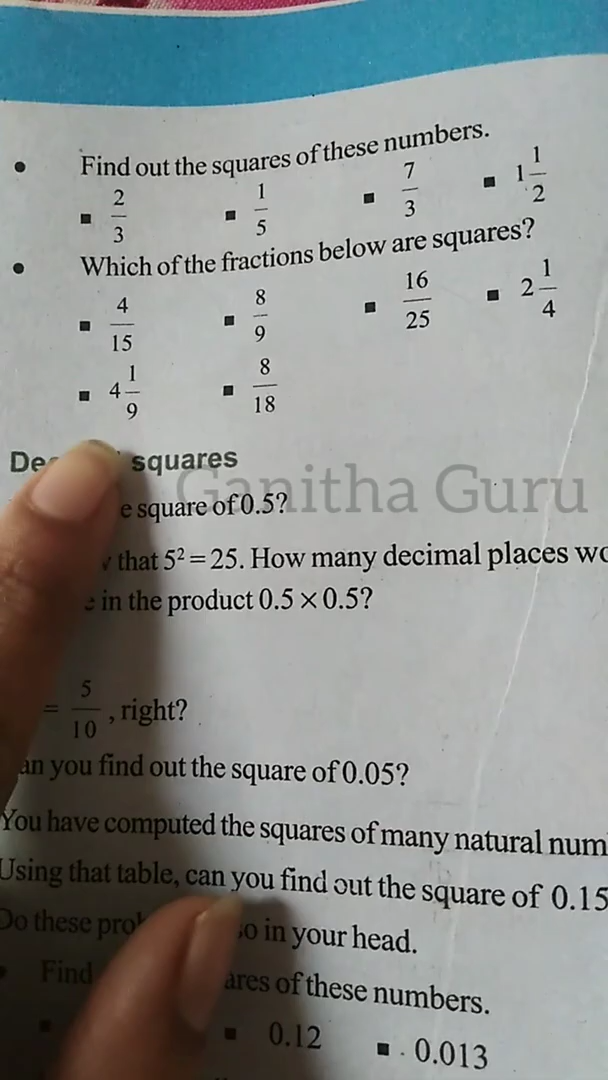 Find out the squares of these numbers.
2/3 1/5 7/3 1 1/2
Which of the fractions below are squares?
4/15 8/9 16/25 2 1/4
4 1/9 8/18
squares
Ganitha Guru
square of 0.5?
that 5² = 25. How many decimal places
in the product 0.5 × 0.5?
= 5/10 , right?
you find out the square of 0.05?
You have computed the squares of many natural
Using that table, can you find out the square of 0.15
Do these in your head.
Find of these numbers.
0.12 0.013